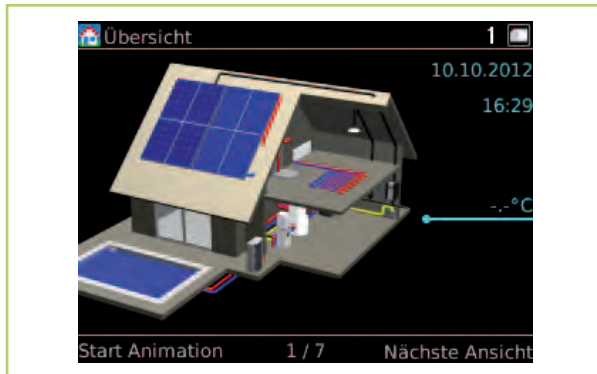 Übersicht 1
10.10.2012
16:29
-.-°C
Start Animation 1 / 7 Nächste Ansicht